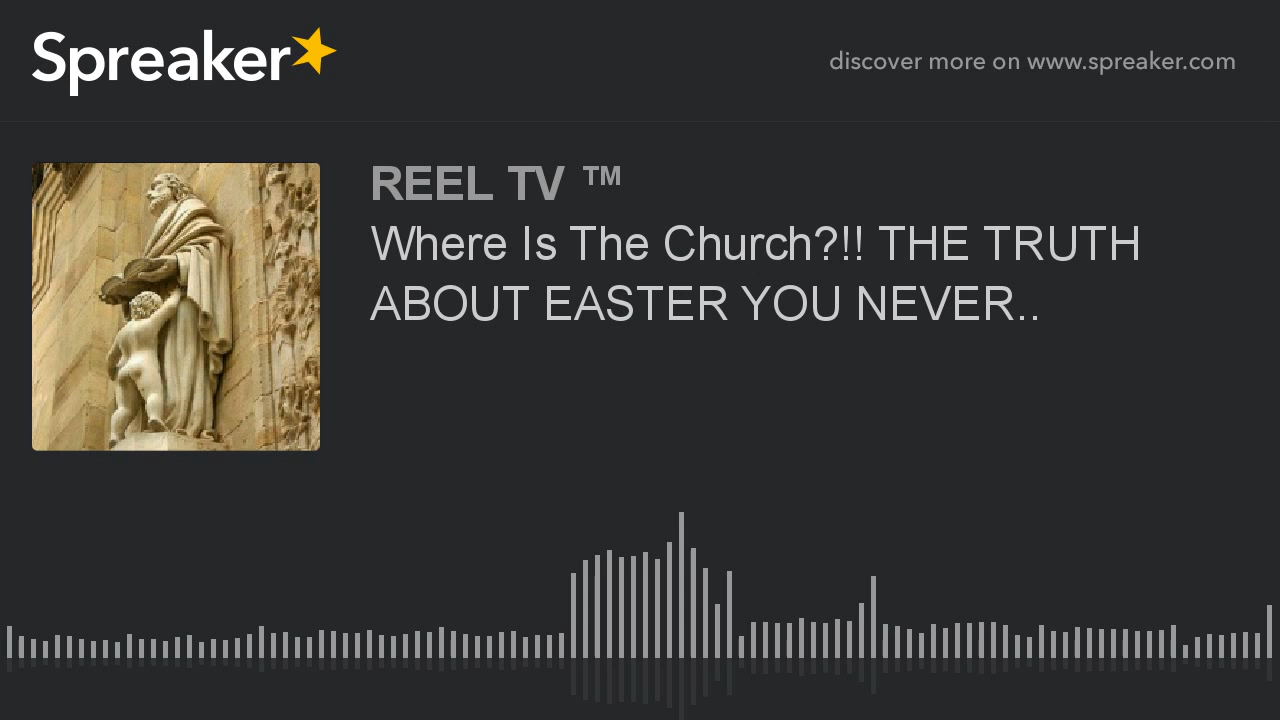 Spreaker
discover more on www.spreaker.com
REEL TV ™
Where Is The Church?!! THE TRUTH
ABOUT EASTER YOU NEVER..